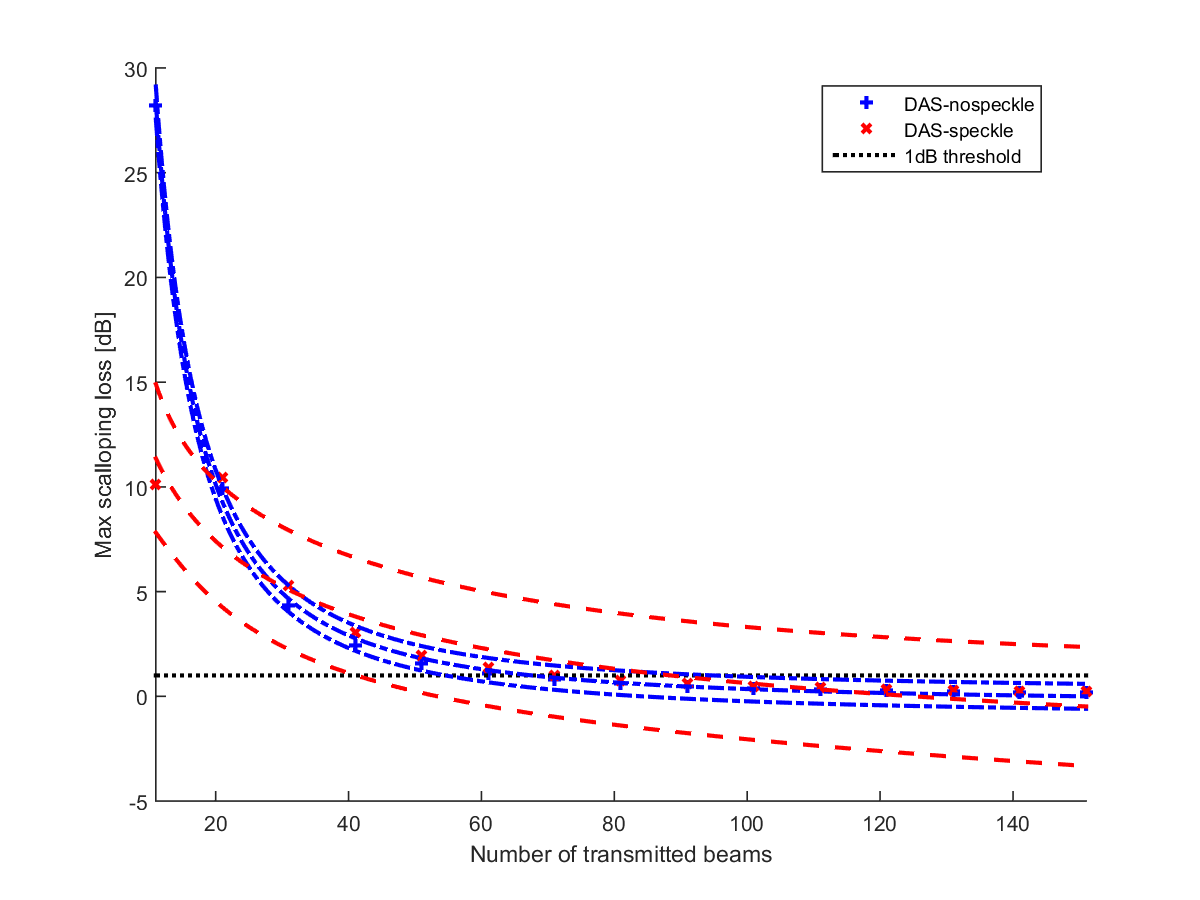 30
25
20
15
10
5
0
-5
Max scalloping loss [dB]
DAS-nospeckle
DAS-speckle
1dB threshold
20 40 60 80 100 120 140
Number of transmitted beams